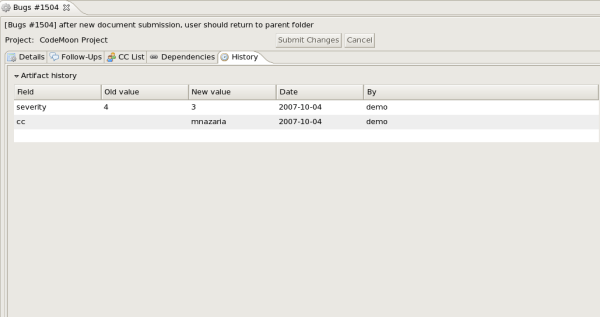 Bugs #1504
[Bugs #1504] after new document submission, user should return to parent folder
Project: CodeMoon Project Submit Changes Cancel
Details Follow-Ups CC List Dependencies History
Artifact history
Field Old value New value Date By
severity 4 3 2007-10-04 demo
cc mnazaria 2007-10-04 demo